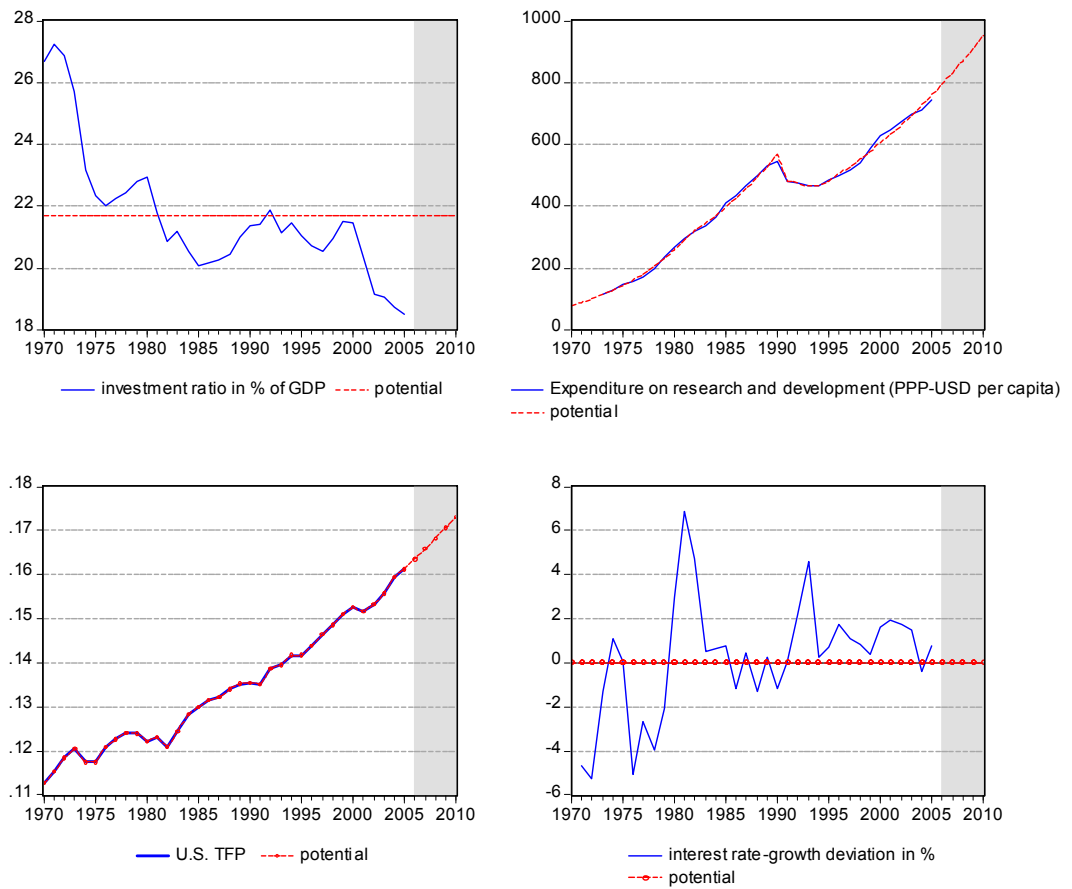 28
26
24
22
20
18
1970 1975 1980 1985 1990 1995 2000 2005 2010
investment ratio in % of GDP potential
1000
800
600
400
200
0
1970 1975 1980 1985 1990 1995 2000 2005 2010
Expenditure on research and development (PPP-USD per capita)
potential
.18
.17
.16
.15
.14
.13
.12
.11
1970 1975 1980 1985 1990 1995 2000 2005 2010
U.S. TFP potential
8
6
4
2
0
-2
-4
-6
1970 1975 1980 1985 1990 1995 2000 2005 2010
interest rate-growth deviation in %
potential